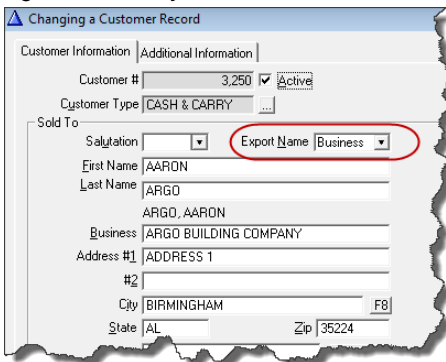 Changing a Customer Record
Customer Information Additional Information
Customer # 3,250 Active
Customer Type CASH & CARRY ...
Sold To
Salutation Export Name Business
First Name AARON
Last Name ARGO
ARGO, AARON
Business ARGO BUILDING COMPANY
Address #1 ADDRESS 1
#2
City BIRMINGHAM F8
State AL Zip 35224